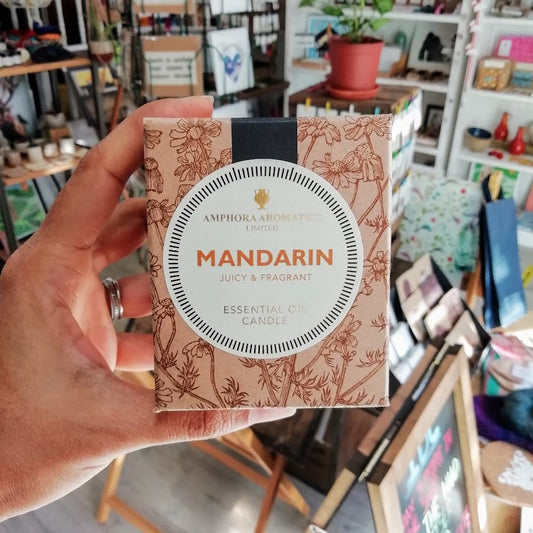 AMPHORA AROMATICS
LIMITED
MANDARIN
JUICY & FRAGRANT
ESSENTIAL OIL
CANDLE